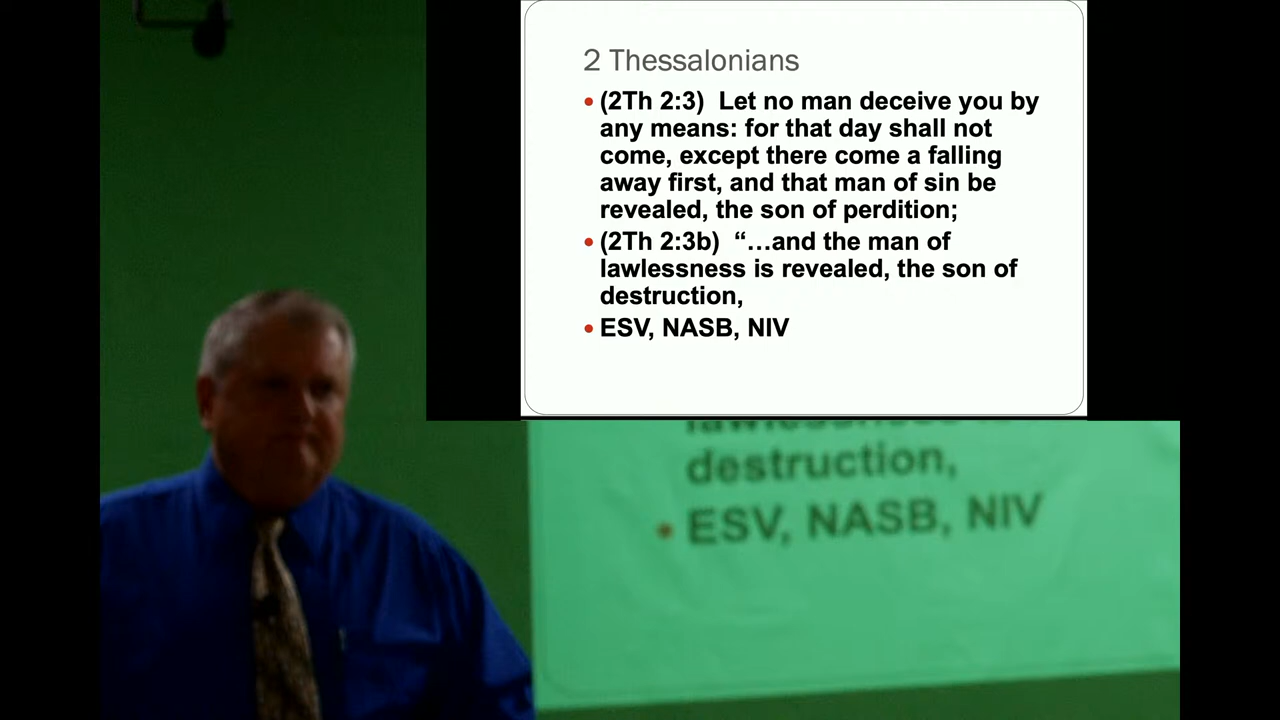 2 Thessalonians
• (2Th 2:3)  Let no man deceive you by
any means: for that day shall not
come, except there come a falling
away first, and that man of sin be
revealed, the son of perdition;
• (2Th 2:3b)  “…and the man of
lawlessness is revealed, the son of
destruction,
• ESV, NASB, NIV
destruction,
• ESV, NASB, NIV